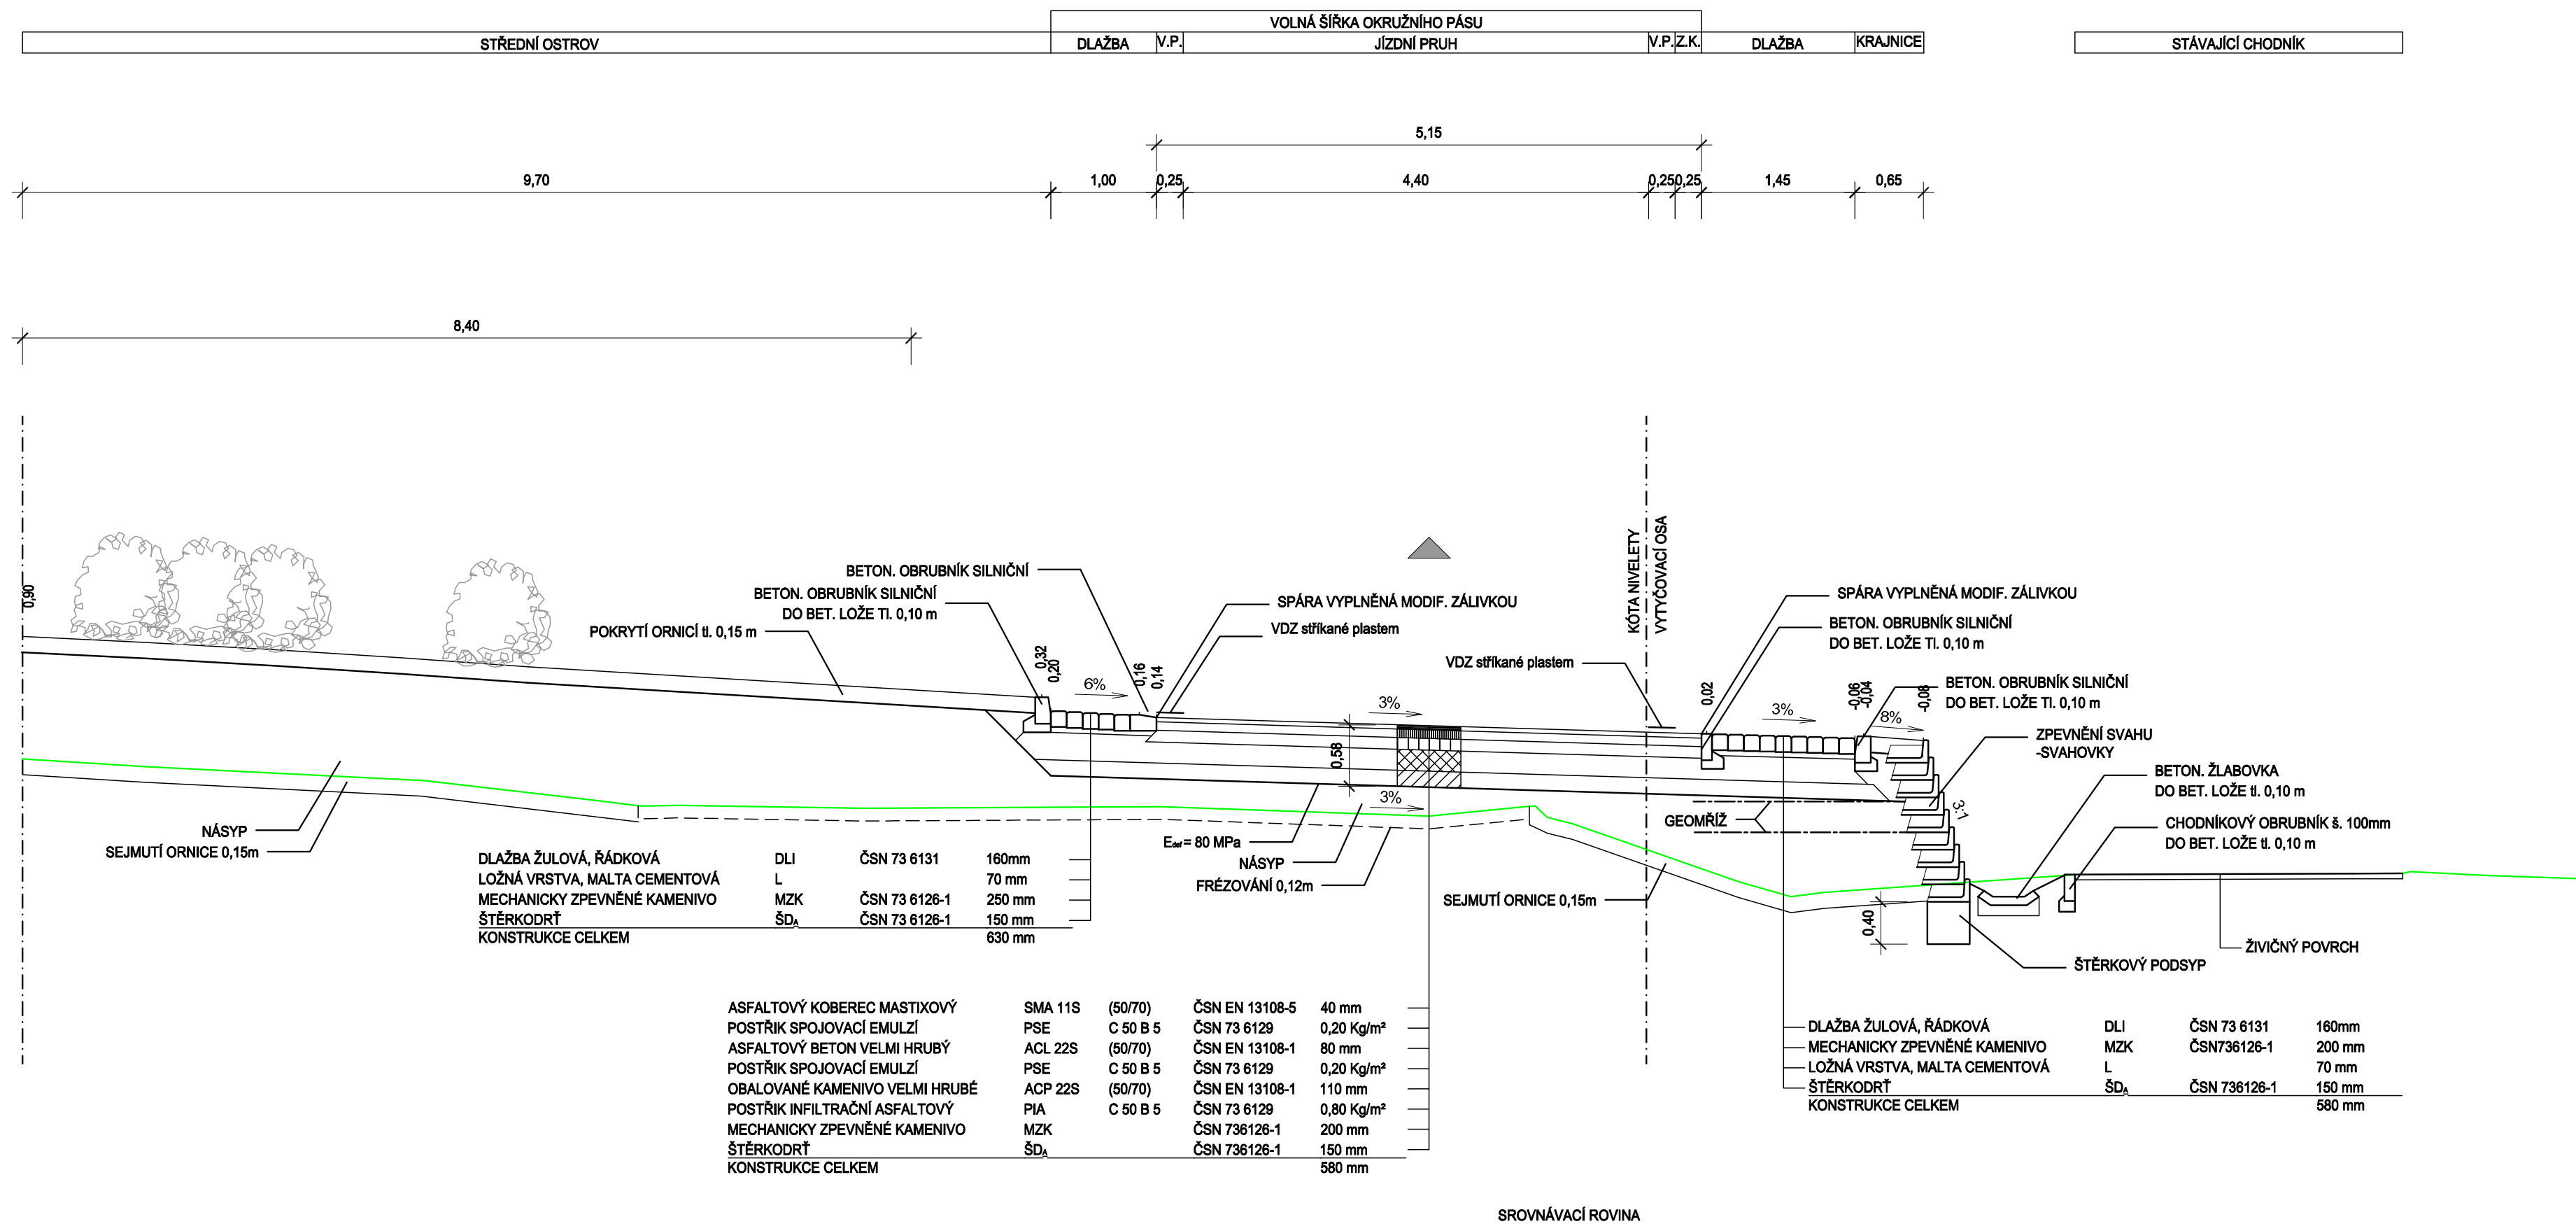 VOLNÁ ŠÍŘKA OKRUŽNÍHO PÁSU
STŘEDNÍ OSTROV DLAŽBA V.P. JÍZDNÍ PRUH V.P. Z.K. DLAŽBA KRAJNICE STÁVAJÍCÍ CHODNÍK
5,15
9,70 1,00 0,25 4,40 0,25 0,25 1,45 0,65
8,40
0,90
KÓTA NIVELETY
VYTYČOVACÍ OSA
BETON. OBRUBNÍK SILNIČNÍ
BETON. OBRUBNÍK SILNIČNÍ
DO BET. LOŽE Tl. 0,10 m
POKRYTÍ ORNICÍ tl. 0,15 m
SPÁRA VYPLNĚNÁ MODIF. ZÁLIVKOU
VDZ stříkané plastem
VDZ stříkané plastem
SPÁRA VYPLNĚNÁ MODIF. ZÁLIVKOU
BETON. OBRUBNÍK SILNIČNÍ
DO BET. LOŽE Tl. 0,10 m
BETON. OBRUBNÍK SILNIČNÍ
DO BET. LOŽE Tl. 0,10 m
ZPEVNĚNÍ SVAHU
-SVAHOVKY
BETON. ŽLABOVKA
DO BET. LOŽE tl. 0,10 m
CHODNÍKOVÝ OBRUBNÍK š. 100mm
DO BET. LOŽE tl. 0,10 m
0,32
0,20
6%
0,16
0,14
3%
0,58
3%
0,02
3%
-0,06
-0,04
8%
-0,08
3:1
GEOMŘÍŽ
NÁSYP
SEJMUTÍ ORNICE 0,15m
Edef = 80 MPa
NÁSYP
FRÉZOVÁNÍ 0,12m
SEJMUTÍ ORNICE 0,15m
0,40
ŽIVIČNÝ POVRCH
ŠTĚRKOVÝ PODSYP
DLAŽBA ŽULOVÁ, ŘÁDKOVÁ DLI ČSN 73 6131 160mm
LOŽNÁ VRSTVA, MALTA CEMENTOVÁ L 70 mm
MECHANICKY ZPEVNĚNÉ KAMENIVO MZK ČSN 73 6126-1 250 mm
ŠTĚRKODRŤ ŠDA ČSN 73 6126-1 150 mm
KONSTRUKCE CELKEM 630 mm
ASFALTOVÝ KOBEREC MASTIXOVÝ SMA 11S (50/70) ČSN EN 13108-5 40 mm
POSTŘIK SPOJOVACÍ EMULZÍ PSE C 50 B 5 ČSN 73 6129 0,20 Kg/m²
ASFALTOVÝ BETON VELMI HRUBÝ ACL 22S (50/70) ČSN EN 13108-1 80 mm
POSTŘIK SPOJOVACÍ EMULZÍ PSE C 50 B 5 ČSN 73 6129 0,20 Kg/m²
OBALOVANÉ KAMENIVO VELMI HRUBÉ ACP 22S (50/70) ČSN EN 13108-1 110 mm
POSTŘIK INFILTRAČNÍ ASFALTOVÝ PIA C 50 B 5 ČSN 73 6129 0,80 Kg/m²
MECHANICKY ZPEVNĚNÉ KAMENIVO MZK ČSN 736126-1 200 mm
ŠTĚRKODRŤ ŠDA ČSN 736126-1 150 mm
KONSTRUKCE CELKEM 580 mm
DLAŽBA ŽULOVÁ, ŘÁDKOVÁ DLI ČSN 73 6131 160mm
MECHANICKY ZPEVNĚNÉ KAMENIVO MZK ČSN736126-1 200 mm
LOŽNÁ VRSTVA, MALTA CEMENTOVÁ L 70 mm
ŠTĚRKODRŤ ŠDA ČSN 736126-1 150 mm
KONSTRUKCE CELKEM 580 mm
SROVNÁVACÍ ROVINA